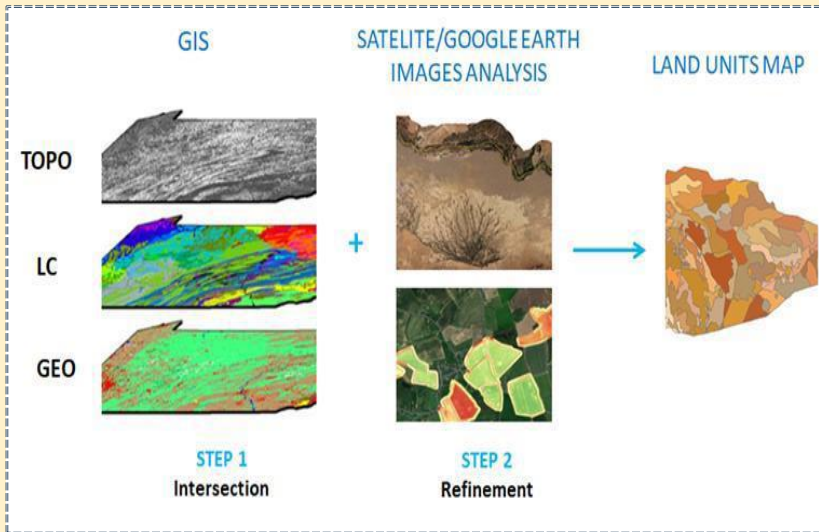 GIS
SATELITE/GOOGLE EARTH
IMAGES ANALYSIS
LAND UNITS MAP
TOPO
LC
+
GEO
STEP 1
Intersection
STEP 2
Refinement